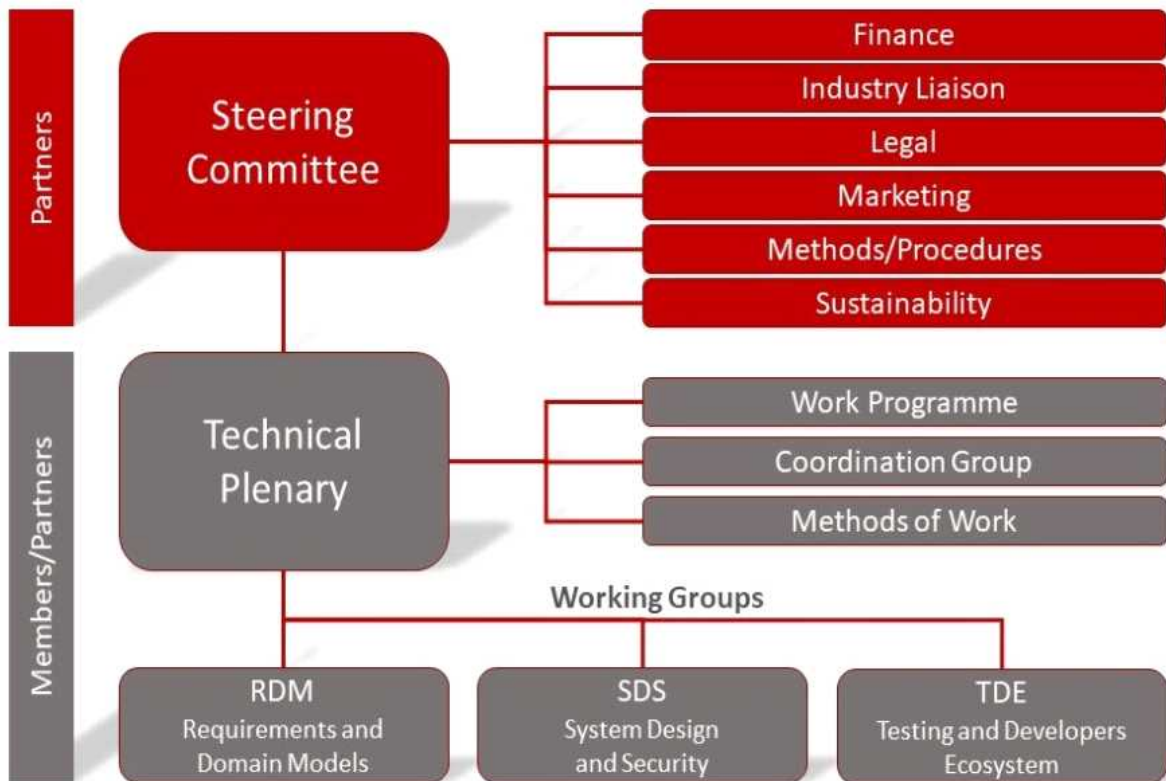 Partners
Steering
Committee
Finance
Industry Liaison
Legal
Marketing
Methods/Procedures
Sustainability
Members/Partners
Technical
Plenary
Work Programme
Coordination Group
Methods of Work
Working Groups
RDM
Requirements and
Domain Models
SDS
System Design
and Security
TDE
Testing and Developers
Ecosystem